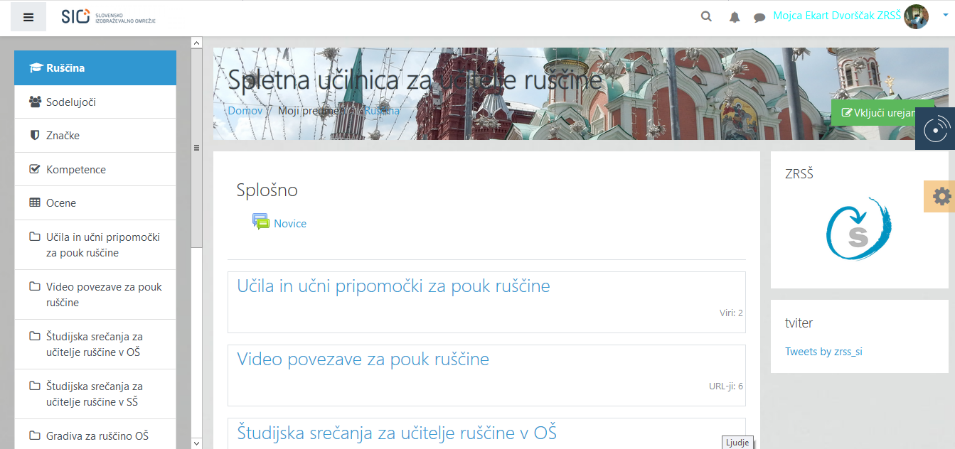 SIO SLOVENSKO
IZOBRAŽEVALNO OMREŽJE
Mojca Ekart Dvorščak ZRSŠ
Ruščina
Sodelujoči
Značke
Kompetence
Ocene
Učila in učni pripomočki
za pouk ruščine
Video povezave za pouk
ruščine
Študijska srečanja za
učitelje ruščine v OŠ
Študijska srečanja za
učitelje ruščine v SŠ
Gradiva za ruščino OŠ
Spletna učilnica za učitelje ruščine
Domov / Moji predmeti / Ruščina
Vključi urejan
Splošno
Novice
Učila in učni pripomočki za pouk ruščine
Viri: 2
Video povezave za pouk ruščine
URL-ji: 6
Študijska srečanja za učitelje ruščine v OŠ
Ljudje
ZRSŠ
š
tviter
Tweets by zrss_si